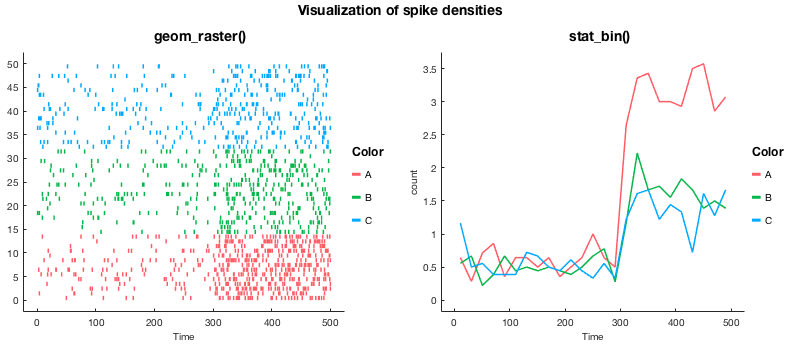 Visualization of spike densities
geom_raster()
50
45
40
35
30
25
20
15
10
5
0
0 100 200 300 400 500
Time
Color
A
B
C
stat_bin()
3.5
3
2.5
2
1.5
1
0.5
0
count
0 100 200 300 400 500
Time
Color
A
B
C